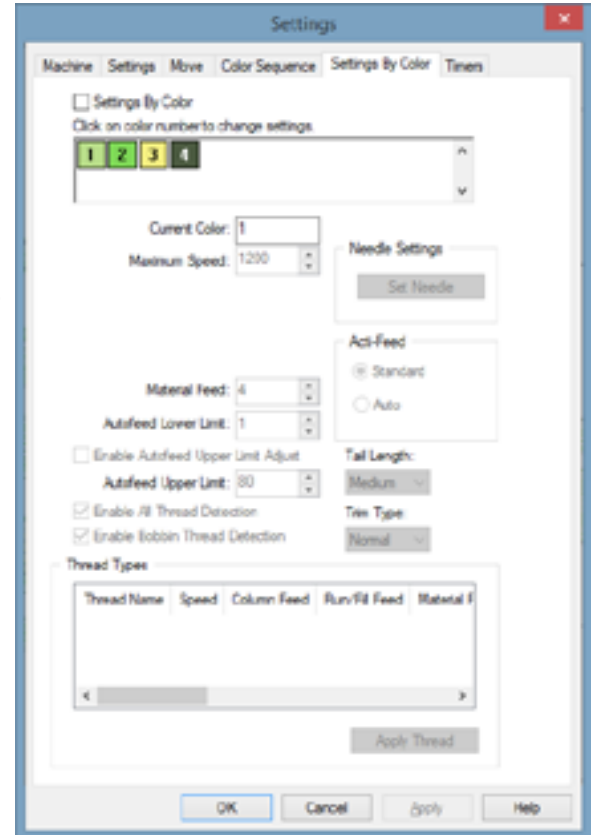 Settings
Machine Settings Move Color Sequence Settings By Color Timers
Settings By Color
Click on color number to change settings
1 2 3 4
Current Color: 1
Maximum Speed: 1200
Needle Settings
Set Needle
Acti-Feed
Standard
Auto
Material Feed: 4
Autofeed Lower Limit: 1
Enable Autofeed Upper Limit Adjust
Autofeed Upper Limit: 80
Tail Length:
Medium
Enable All Thread Detection
Enable Bobbin Thread Detection
Trim Type:
Normal
Thread Types
Thread Name Speed Column Feed Run/Fill Feed Material F
Apply Thread
OK Cancel Apply Help